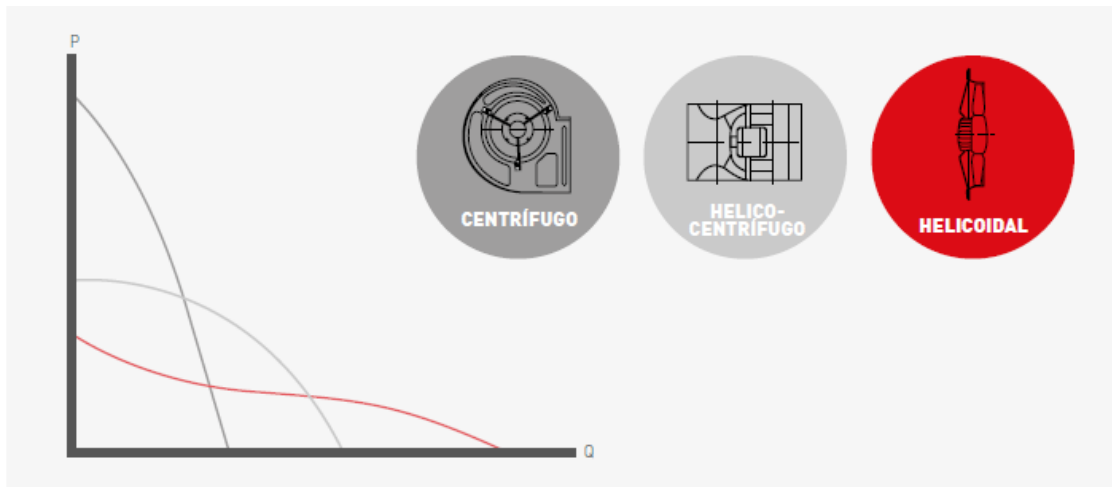 P
CENTRÍFUGO
HELICO-
CENTRÍFUGO
HELICOIDAL
Q